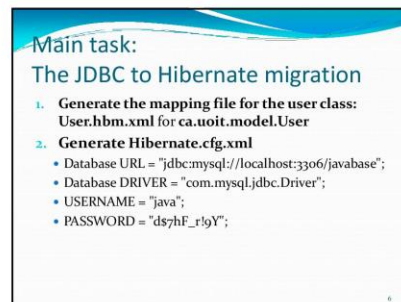 Main task:
The JDBC to Hibernate migration
1. Generate the mapping file for the user class:
User.hbm.xml for ca.uoit.model.User
2. Generate Hibernate.cfg.xml
• Database URL = "jdbc:mysql://localhost:3306/javabase";
• Database DRIVER = "com.mysql.jdbc.Driver";
• USERNAME = "java";
• PASSWORD = "d$7hF_r!9Y";
6